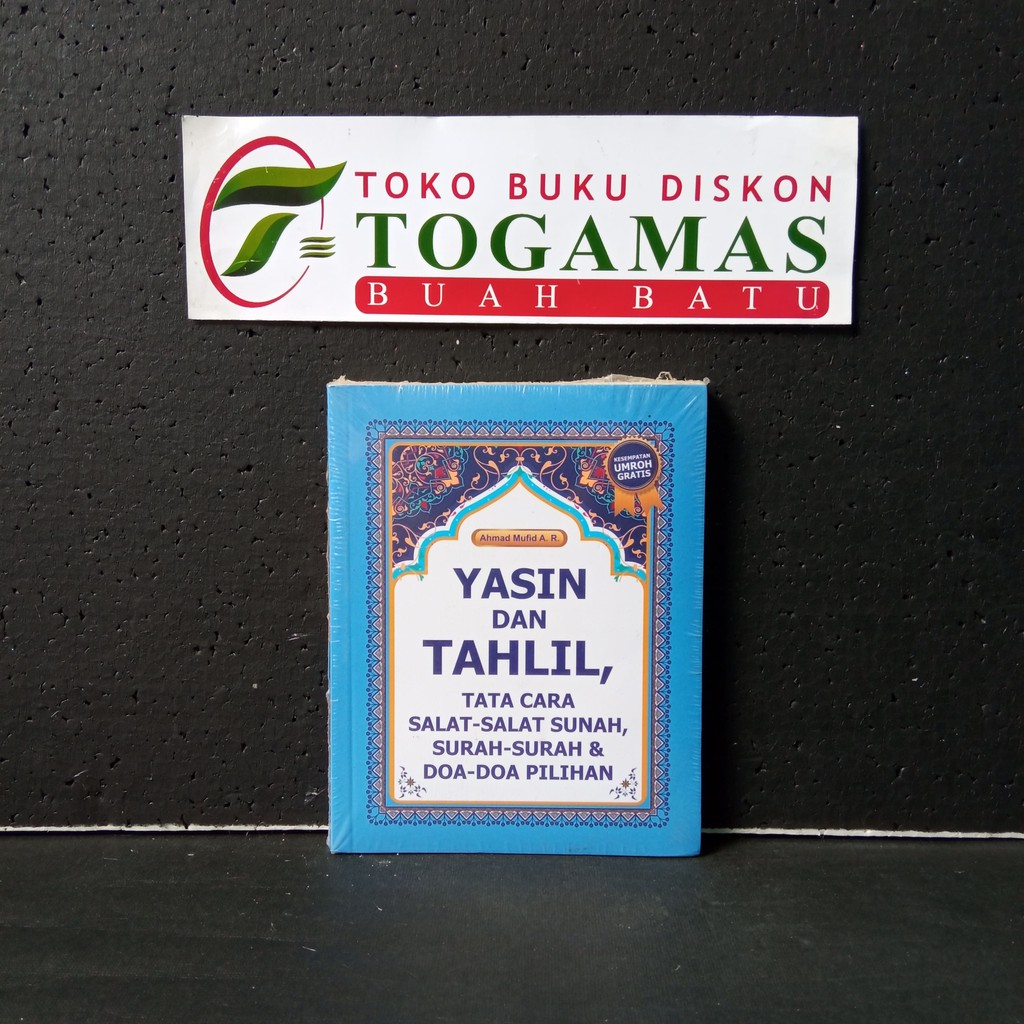 TOKO BUKU DISKON
TOGAMAS
BUAH BATU
KESEMPATAN
UMROH
GRATIS
Ahmad Mufid A. R.
YASIN
DAN
TAHLIL,
TATA CARA
SALAT-SALAT SUNAH,
SURAH-SURAH &
DOA-DOA PILIHAN